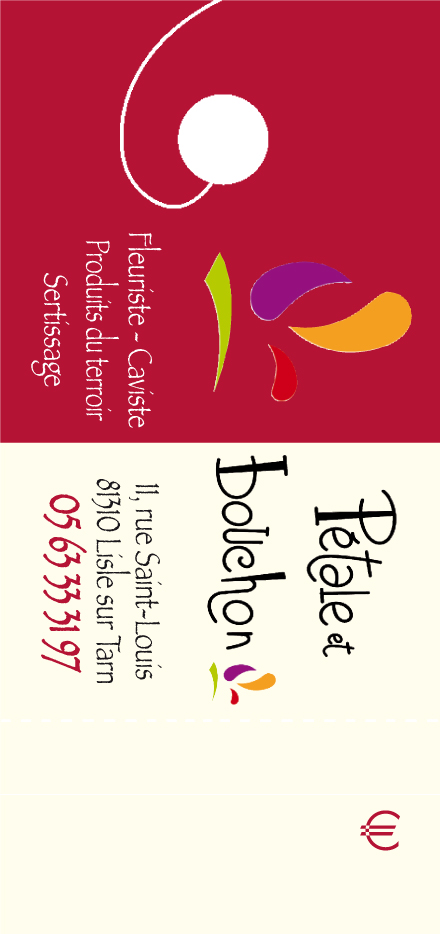 Fleuriste ~ Caviste
Produits du terroir
Sertissage
Pétale et
bouchon
11, rue Saint-Louis
81310 Lisle sur Tarn
05 63 33 31 97
€